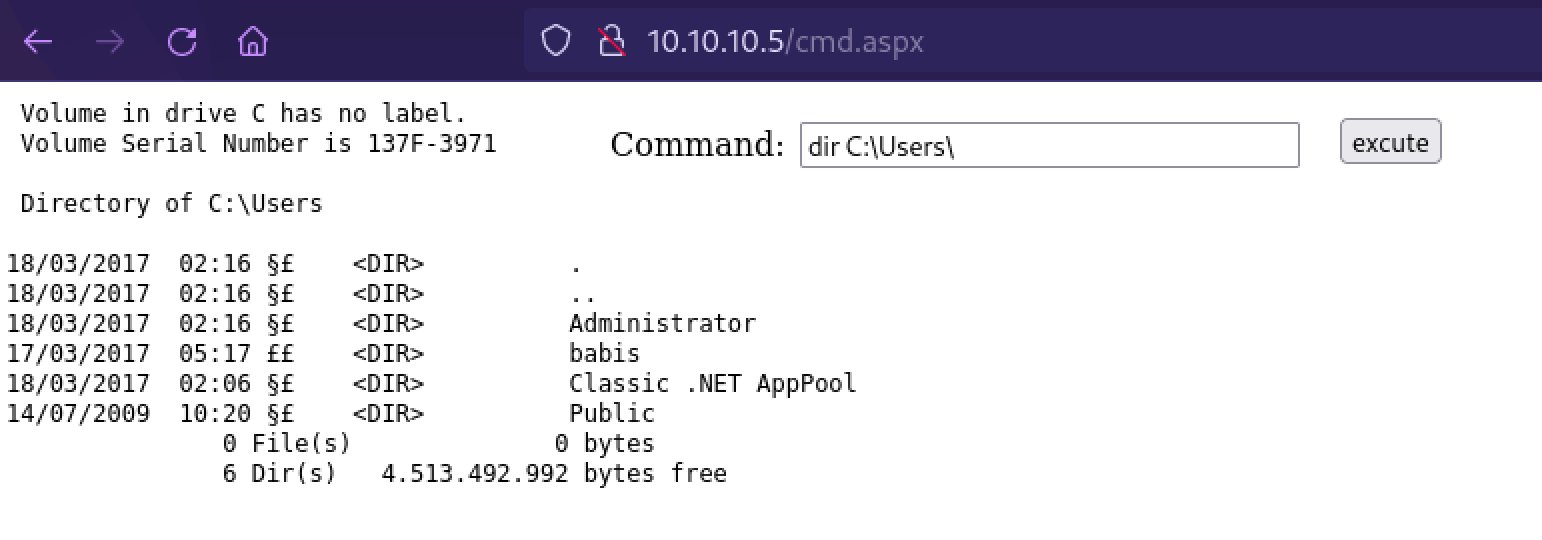 10.10.10.5/cmd.aspx
 Volume in drive C has no label.
 Volume Serial Number is 137F-3971
Command: dir C:\Users\ excute
 Directory of C:\Users
18/03/2017  02:16 §£    <DIR>          .
18/03/2017  02:16 §£    <DIR>          ..
18/03/2017  02:16 §£    <DIR>          Administrator
17/03/2017  05:17 ££    <DIR>          babis
18/03/2017  02:06 §£    <DIR>          Classic .NET AppPool
14/07/2009  10:20 §£    <DIR>          Public
               0 File(s)              0 bytes
               6 Dir(s)   4.513.492.992 bytes free